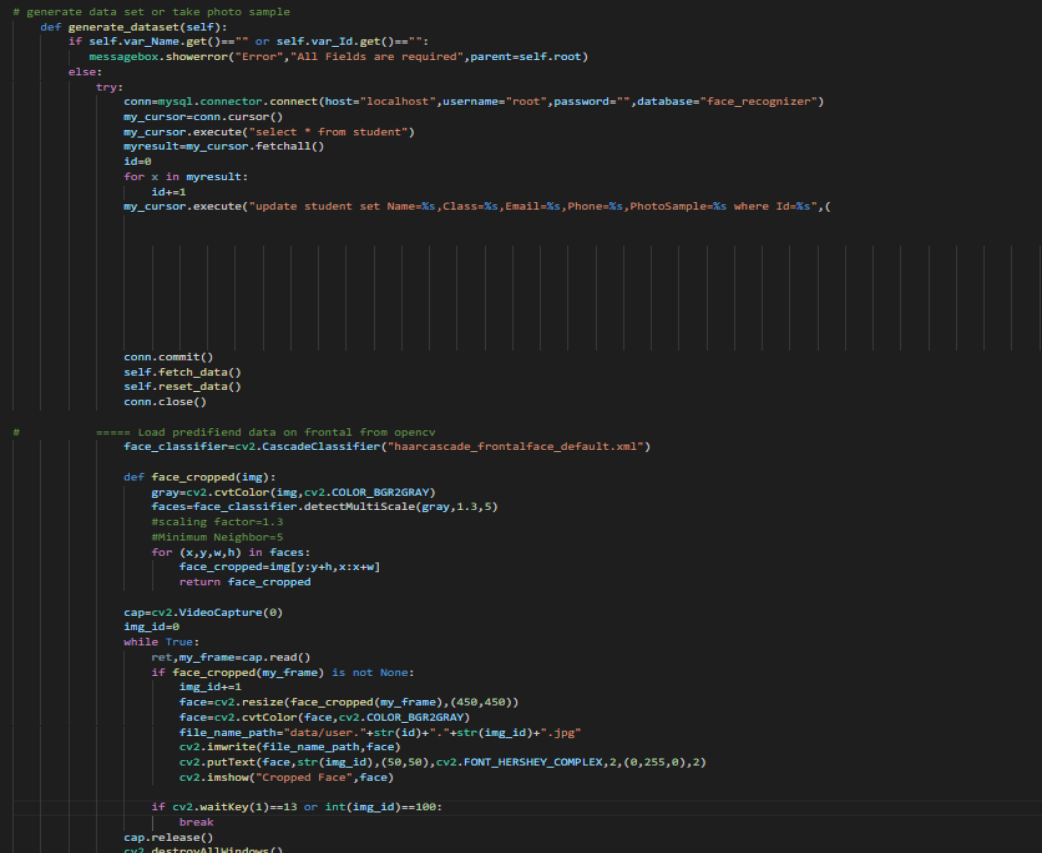 # generate data set or take photo sample
def generate_dataset(self):
if self.var_Name.get()=="" or self.var_Id.get()=="":
messagebox.showerror("Error","All Fields are required",parent=self.root)
else:
try:
conn=mysql.connector.connect(host="localhost",username="root",password="",database="face_recognizer")
my_cursor=conn.cursor()
my_cursor.execute("select * from student")
myresult=my_cursor.fetchall()
id=0
for x in myresult:
id+=1
my_cursor.execute("update student set Name=%s,Class=%s,Email=%s,Phone=%s,PhotoSample=%s where Id=%s",(
conn.commit()
self.fetch_data()
self.reset_data()
conn.close()
# ===== Load predifiend data on frontal from opencv
face_classifier=cv2.CascadeClassifier("haarcascade_frontalface_default.xml")
def face_cropped(img):
gray=cv2.cvtColor(img,cv2.COLOR_BGR2GRAY)
faces=face_classifier.detectMultiScale(gray,1.3,5)
#scaling factor=1.3
#Minimum Neighbor=5
for (x,y,w,h) in faces:
face_cropped=img[y:y+h,x:x+w]
return face_cropped
cap=cv2.VideoCapture(0)
img_id=0
while True:
ret,my_frame=cap.read()
if face_cropped(my_frame) is not None:
img_id+=1
face=cv2.resize(face_cropped(my_frame),(450,450))
face=cv2.cvtColor(face,cv2.COLOR_BGR2GRAY)
file_name_path="data/user."+str(id)+"."+str(img_id)+".jpg"
cv2.imwrite(file_name_path,face)
cv2.putText(face,str(img_id),(50,50),cv2.FONT_HERSHEY_COMPLEX,2,(0,255,0),2)
cv2.imshow("Cropped Face",face)
if cv2.waitKey(1)==13 or int(img_id)==100:
break
cap.release()
cv2.destroyAllWindows()